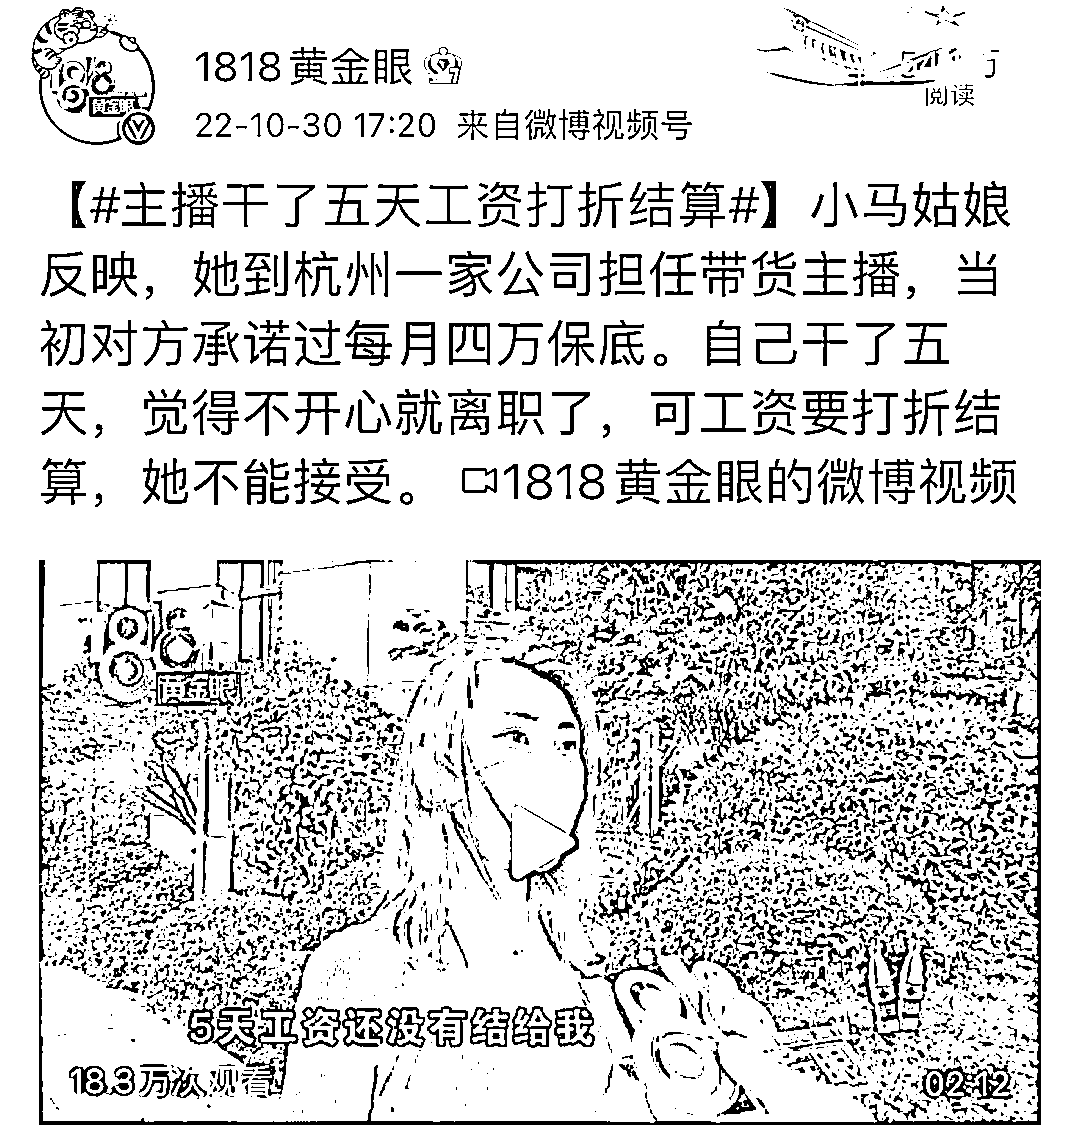 1818黄金眼
22-10-30 17:20 来自微博视频号
阅读
【#主播干了五天工资打折结算#】小马姑娘
反映，她到杭州一家公司担任带货主播，当
初对方承诺过每月四万保底。自己干了五
天，觉得不开心就离职了，可工资要打折结
算，她不能接受。 1818黄金眼的微博视频
黄金眼
5天工资还没有结给我
18.3万次观看
02:12